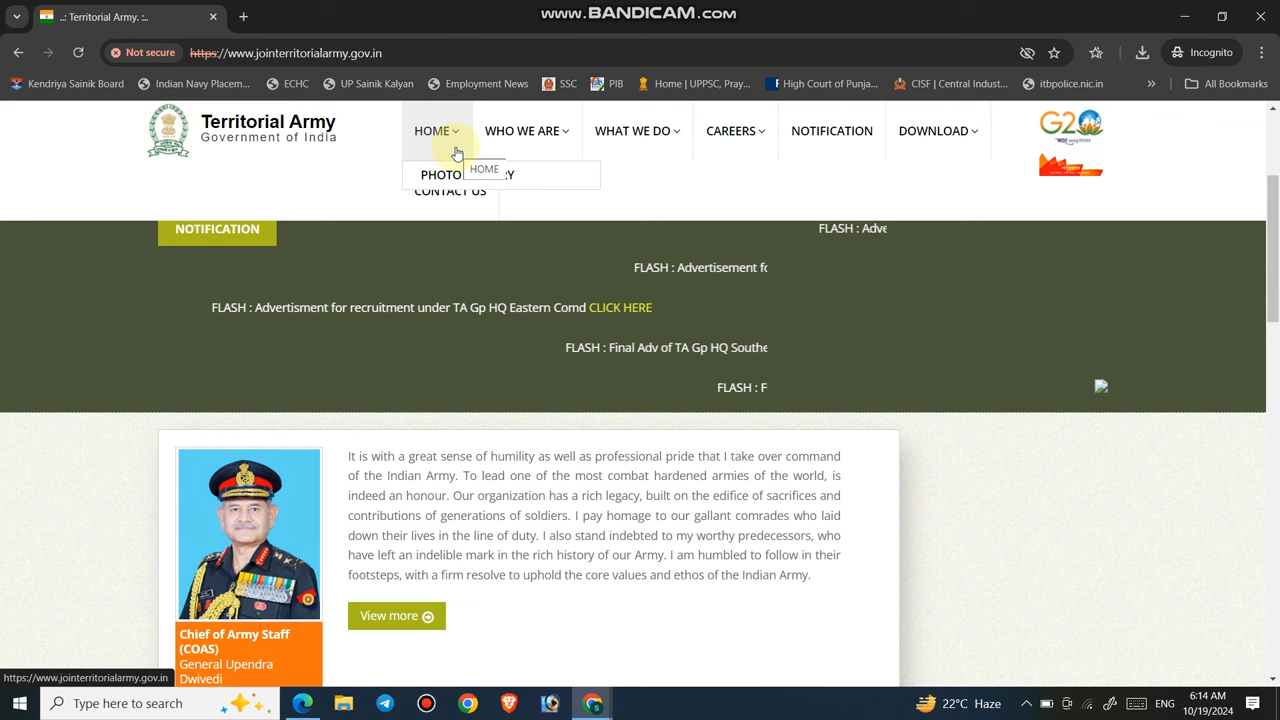 www.BANDICAM.com
..: Territorial Army. :..
Not secure
https://www.jointerritorialarmy.gov.in
Incognito
Kendriya Sainik Board
Indian Navy Placem...
ECHC
UP Sainik Kalyan
Employment News
SSC
PIB
Home | UPPSC, Pray...
High Court of Punja...
CISF | Central Indust...
itbpolice.nic.in
All Bookmarks
Territorial Army
Government of India
HOME
WHO WE ARE
WHAT WE DO
CAREERS
NOTIFICATION
DOWNLOAD
G20
HOME
PHOTO RY
CONTACT US
NOTIFICATION
FLASH : Adve
FLASH : Advertisement fo
FLASH : Advertisment for recruitment under TA Gp HQ Eastern Comd CLICK HERE
FLASH : Final Adv of TA Gp HQ Southe
FLASH : F
It is with a great sense of humility as well as professional pride that I take over command
of the Indian Army. To lead one of the most combat hardened armies of the world, is
indeed an honour. Our organization has a rich legacy, built on the edifice of sacrifices and
contributions of generations of soldiers. I pay homage to our gallant comrades who laid
down their lives in the line of duty. I also stand indebted to my worthy predecessors, who
have left an indelible mark in the rich history of our Army. I am humbled to follow in their
footsteps, with a firm resolve to uphold the core values and ethos of the Indian Army.
View more
Chief of Army Staff
(COAS)
General Upendra
Dwivedi
https://www.jointerritorialarmy.gov.in
Type here to search
22°C Haze
ENG
6:14 AM
10/19/2024